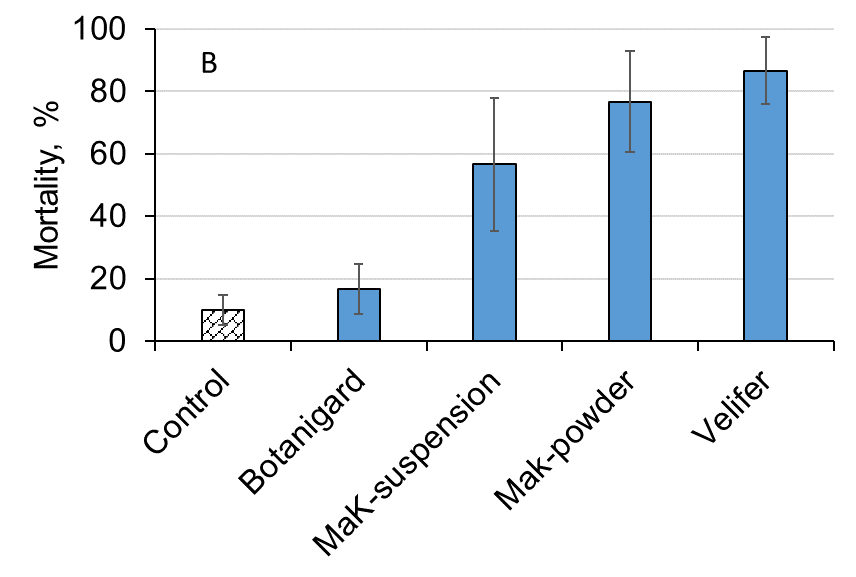 B
Mortality, %
100
80
60
40
20
0
Control
Botanigard
MaK-suspension
Mak-powder
Velifer